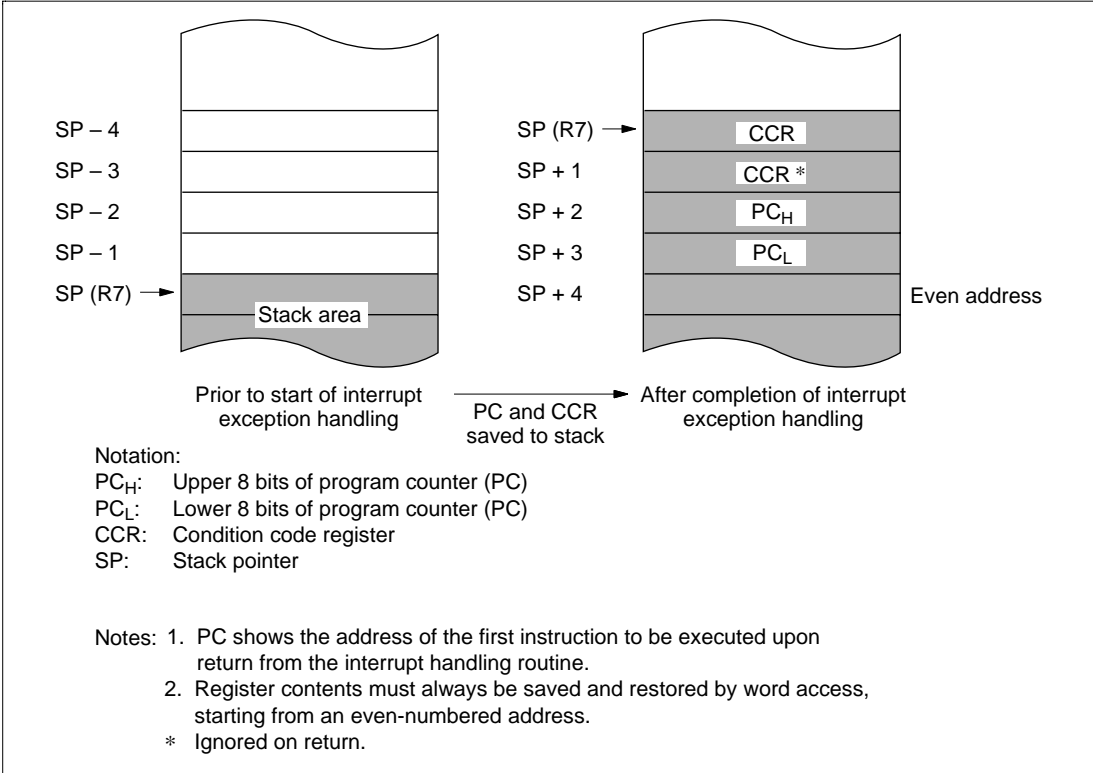 SP – 4
SP – 3
SP – 2
SP – 1
SP (R7)
Stack area
SP (R7)
SP + 1
SP + 2
SP + 3
SP + 4
CCR
CCR *
PCH
PCL
Even address
Prior to start of interrupt
exception handling
PC and CCR
saved to stack
After completion of interrupt
exception handling
Notation:
PCH: Upper 8 bits of program counter (PC)
PCL: Lower 8 bits of program counter (PC)
CCR: Condition code register
SP: Stack pointer
Notes: 1. PC shows the address of the first instruction to be executed upon
return from the interrupt handling routine.
2. Register contents must always be saved and restored by word access,
starting from an even-numbered address.
* Ignored on return.